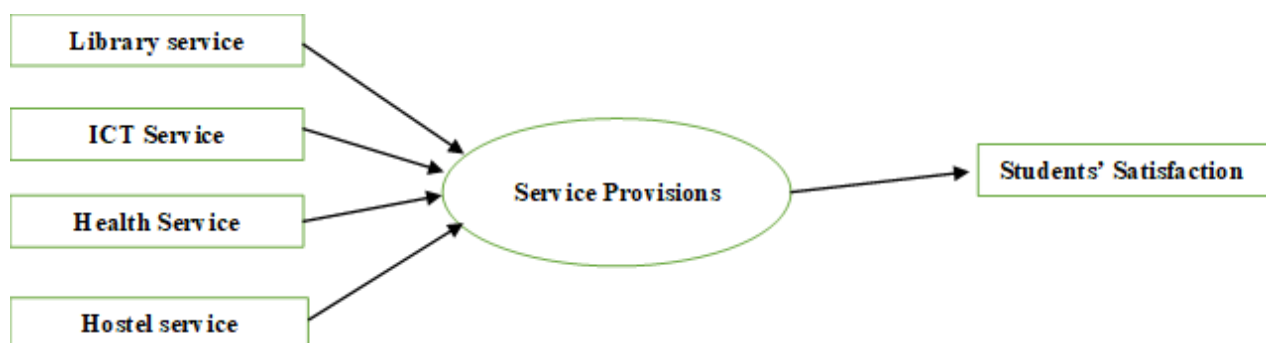 Library service
ICT Service
Health Service
Hostel service
Service Provisions
Students’ Satisfaction